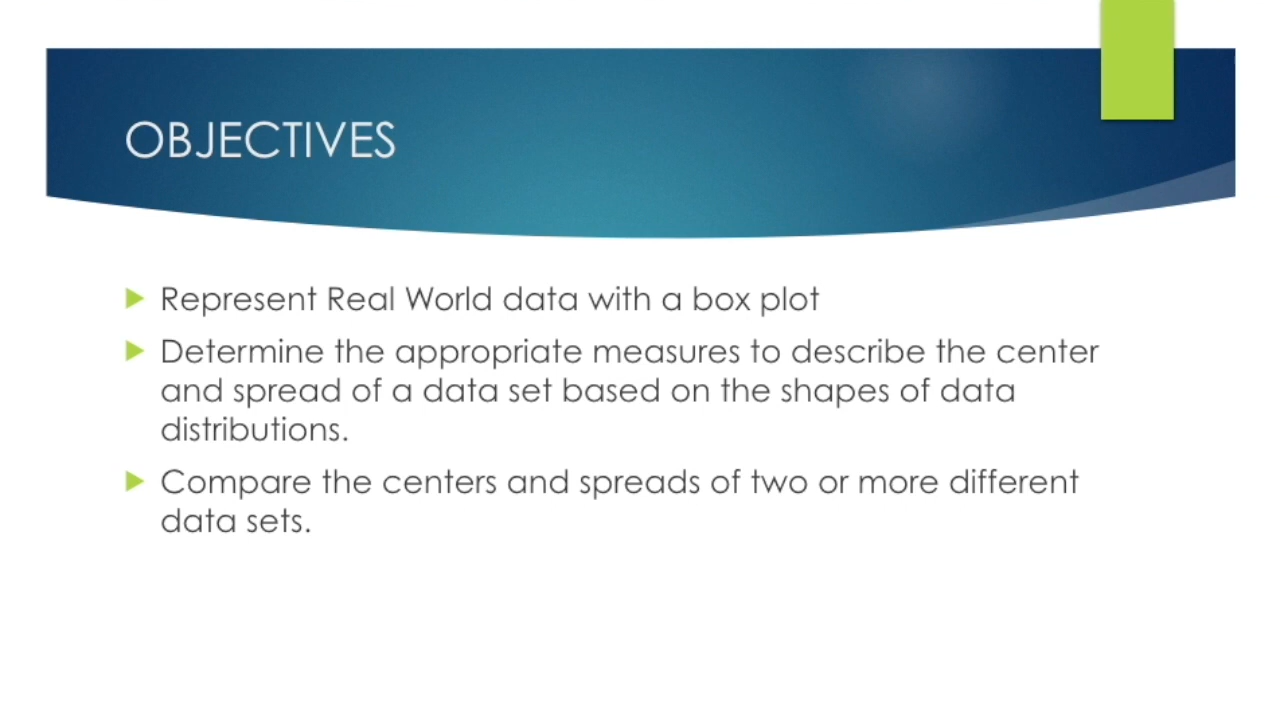 OBJECTIVES
Represent Real World data with a box plot
Determine the appropriate measures to describe the center
and spread of a data set based on the shapes of data
distributions.
Compare the centers and spreads of two or more different
data sets.